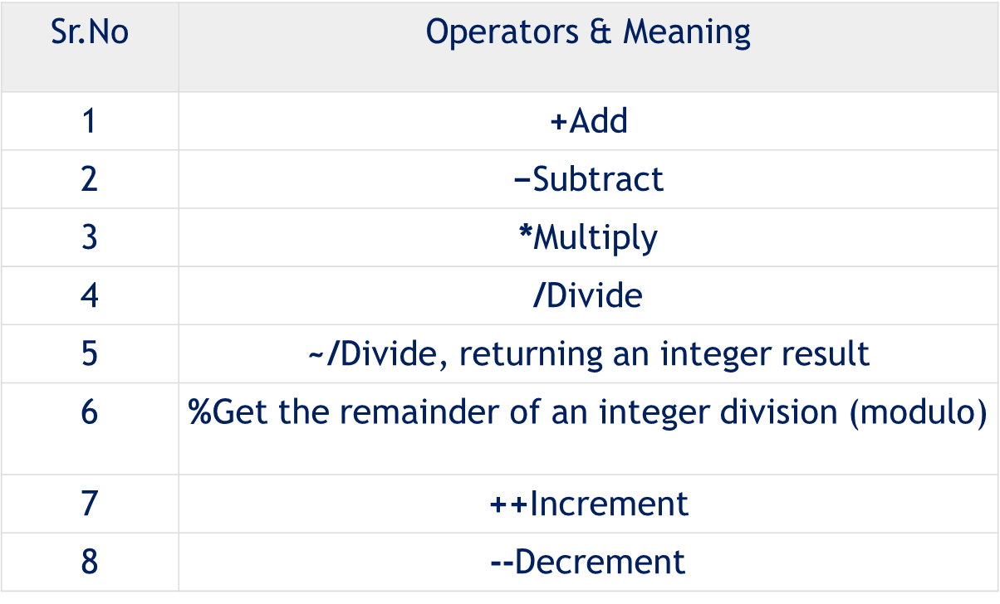 Sr.No Operators & Meaning
1 +Add
2 −Subtract
3 *Multiply
4 /Divide
5 ~/Divide, returning an integer result
6 %Get the remainder of an integer division (modulo)
7 ++Increment
8 --Decrement